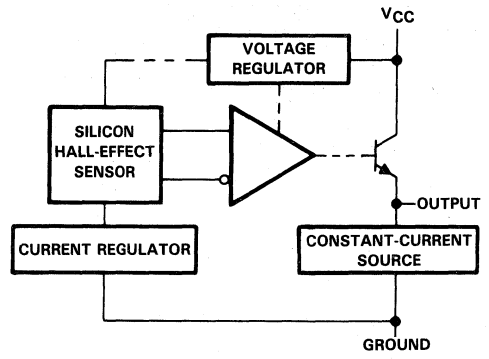 VCC
VOLTAGE
REGULATOR
SILICON
HALL-EFFECT
SENSOR
OUTPUT
CURRENT REGULATOR
CONSTANT-CURRENT
SOURCE
GROUND